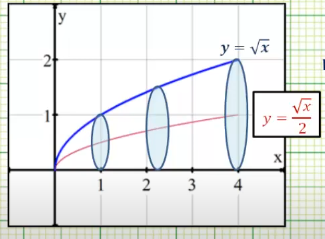 y
y = √x
2
1
y = √x/2
x
1 2 3 4